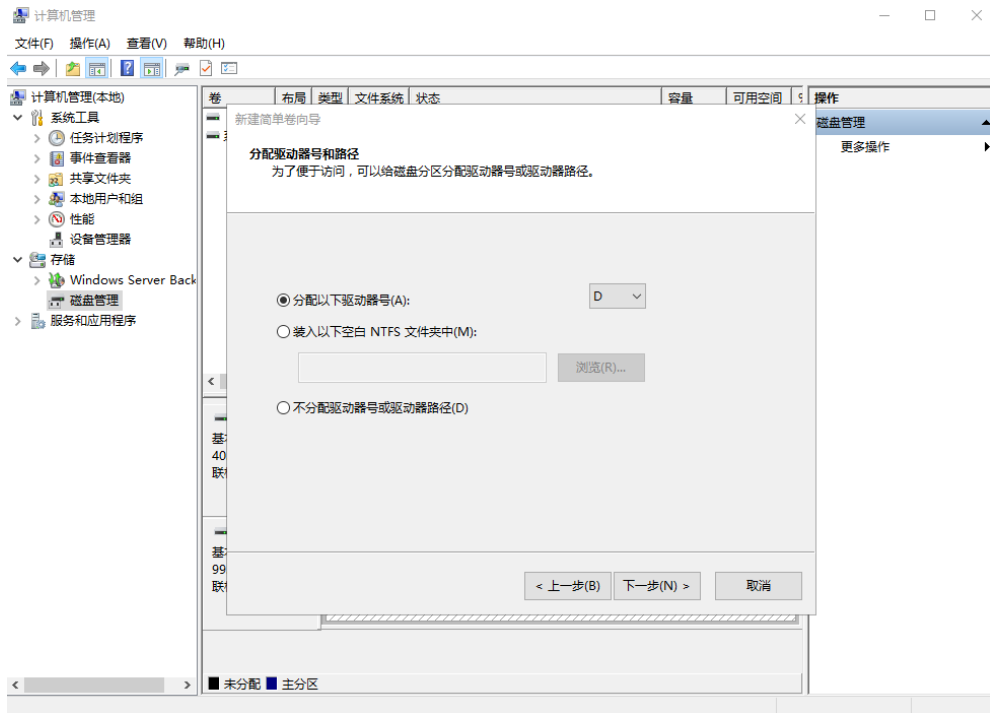 计算机管理
文件(F) 操作(A) 查看(V) 帮助(H)
计算机管理(本地)
系统工具
任务计划程序
事件查看器
共享文件夹
本地用户和组
性能
设备管理器
存储
Windows Server Back
磁盘管理
服务和应用程序
卷 布局 类型 文件系统 状态 容量 可用空间
操作
磁盘管理
更多操作
新建简单卷向导
分配驱动器号和路径
为了便于访问，可以给磁盘分区分配驱动器号或驱动器路径。
分配以下驱动器号(A):
D
装入以下空白 NTFS 文件夹中(M):
浏览(R)...
不分配驱动器号或驱动器路径(D)
基
40
联
基
99
联
< 上一步(B) 下一步(N) > 取消
未分配 主分区